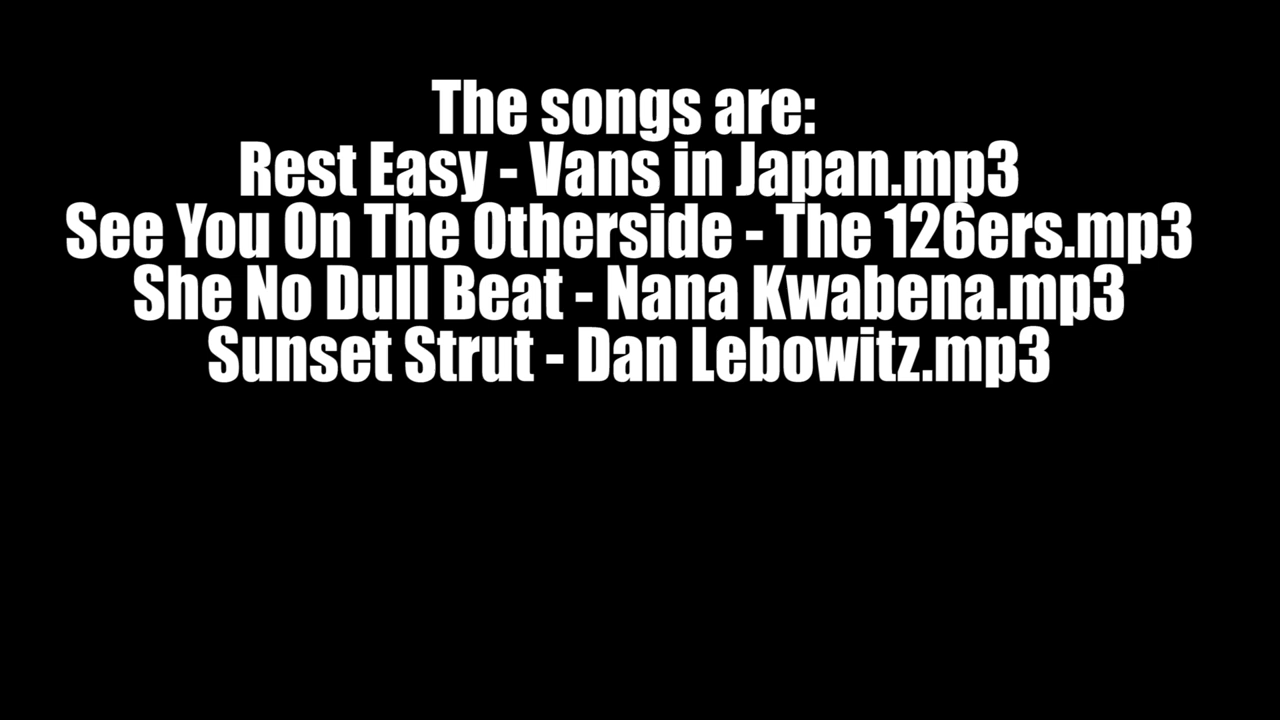 The songs are:
Rest Easy - Vans in Japan.mp3
See You On The Otherside - The 126ers.mp3
She No Dull Beat - Nana Kwabena.mp3
Sunset Strut - Dan Lebowitz.mp3